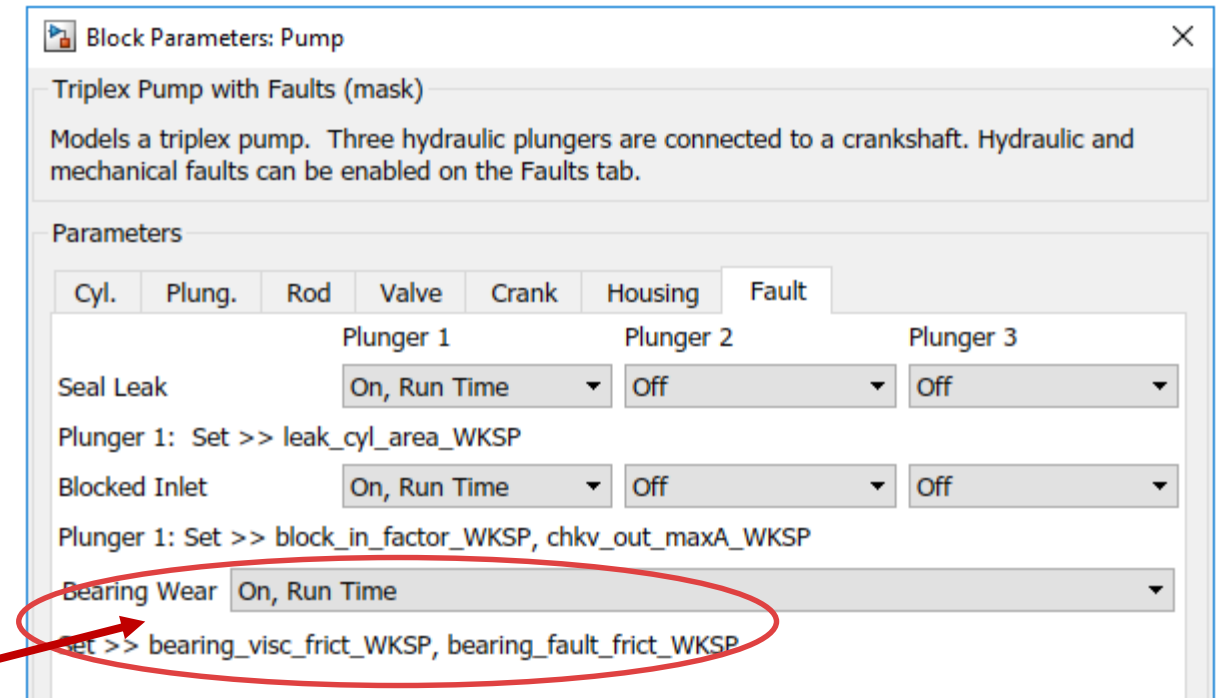 Block Parameters: Pump
Triplex Pump with Faults (mask)
Models a triplex pump.  Three hydraulic plungers are connected to a crankshaft. Hydraulic and
mechanical faults can be enabled on the Faults tab.
Parameters
Cyl. Plung. Rod Valve Crank Housing Fault
Plunger 1 Plunger 2 Plunger 3
Seal Leak On, Run Time Off Off
Plunger 1:  Set >> leak_cyl_area_WKSP
Blocked Inlet On, Run Time Off Off
Plunger 1: Set >> block_in_factor_WKSP, chkv_out_maxA_WKSP
Bearing Wear On, Run Time
Set >> bearing_visc_frict_WKSP, bearing_fault_frict_WKSP